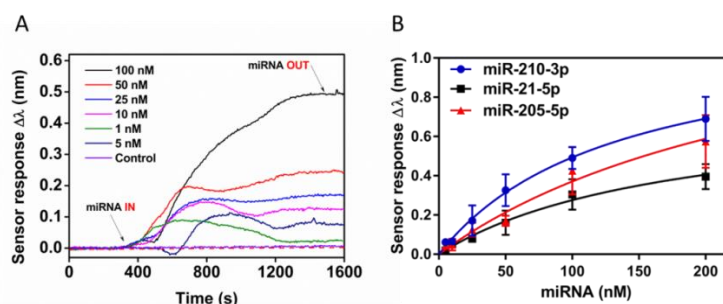 A
Sensor response Δλ (nm)
0.6
0.5
0.4
0.3
0.2
0.1
0.0
100 nM
50 nM
25 nM
10 nM
1 nM
5 nM
Control
miRNA OUT
miRNA IN
0
400
800
1200
1600
Time (s)
B
Sensor response Δλ (nm)
1.0
0.8
0.6
0.4
0.2
0.0
miR-210-3p
miR-21-5p
miR-205-5p
0
50
100
150
200
miRNA (nM)